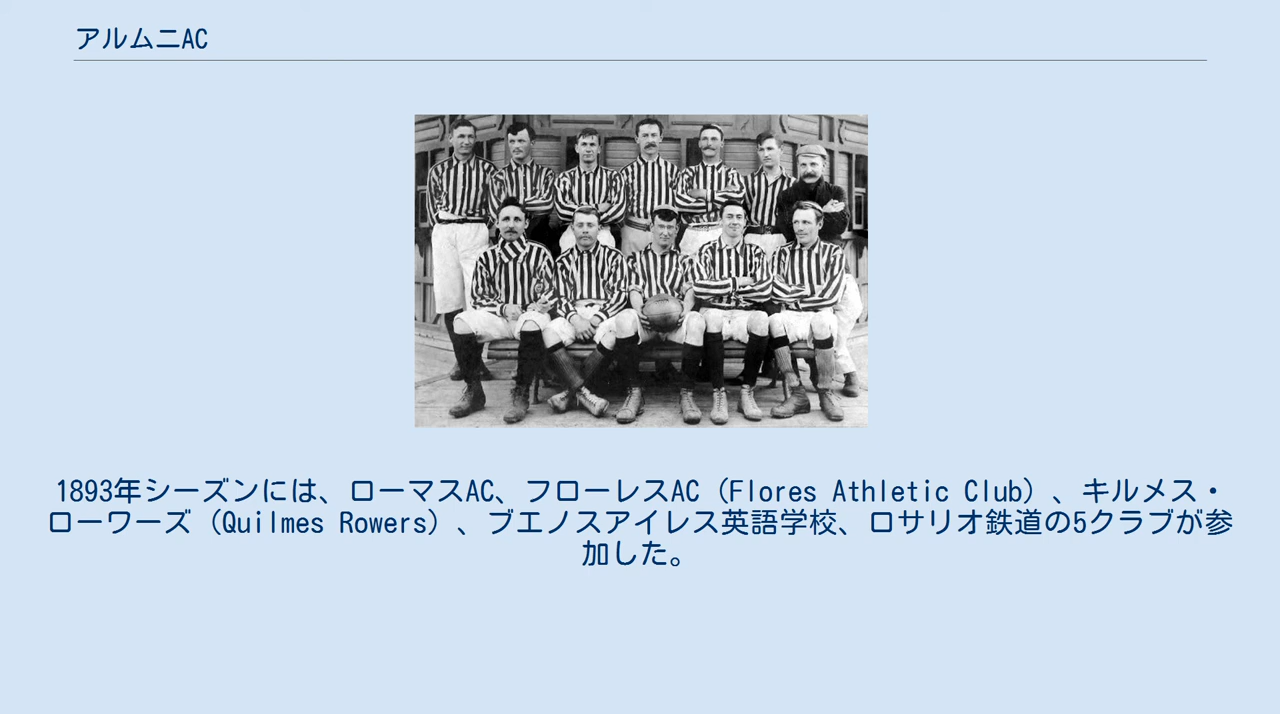 アルムニAC
1893年シーズンには、ローマスAC、フローレスAC（Flores Athletic Club）、キルメス・
ローワーズ（Quilmes Rowers）、ブエノスアイレス英語学校、ロサリオ鉄道の5クラブが参
加した。